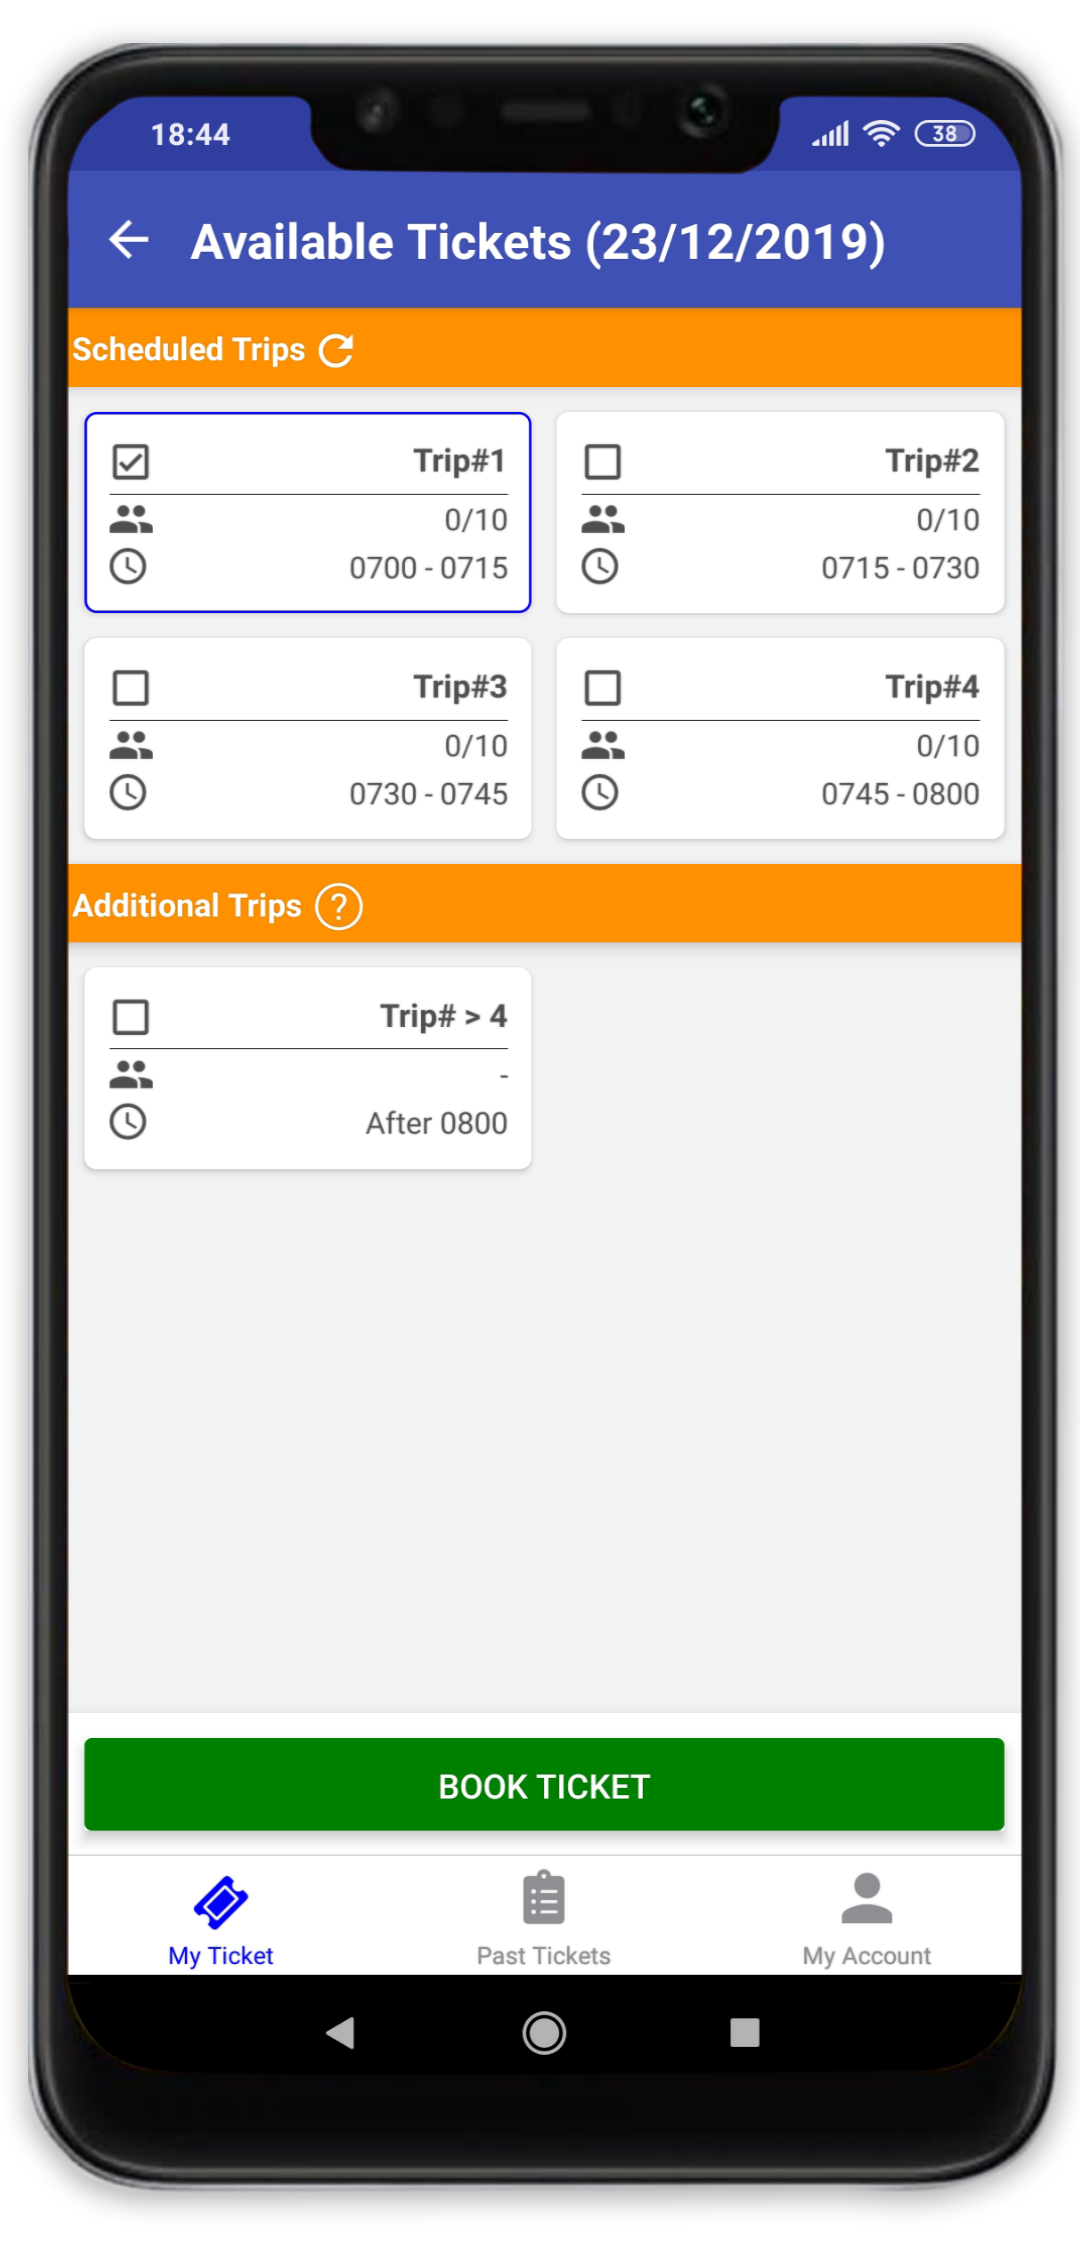 18:44
38
Available Tickets (23/12/2019)
Scheduled Trips
Trip#1
0/10
0700 - 0715
Trip#2
0/10
0715 - 0730
Trip#3
0/10
0730 - 0745
Trip#4
0/10
0745 - 0800
Additional Trips ?
Trip# > 4
-
After 0800
BOOK TICKET
My Ticket
Past Tickets
My Account